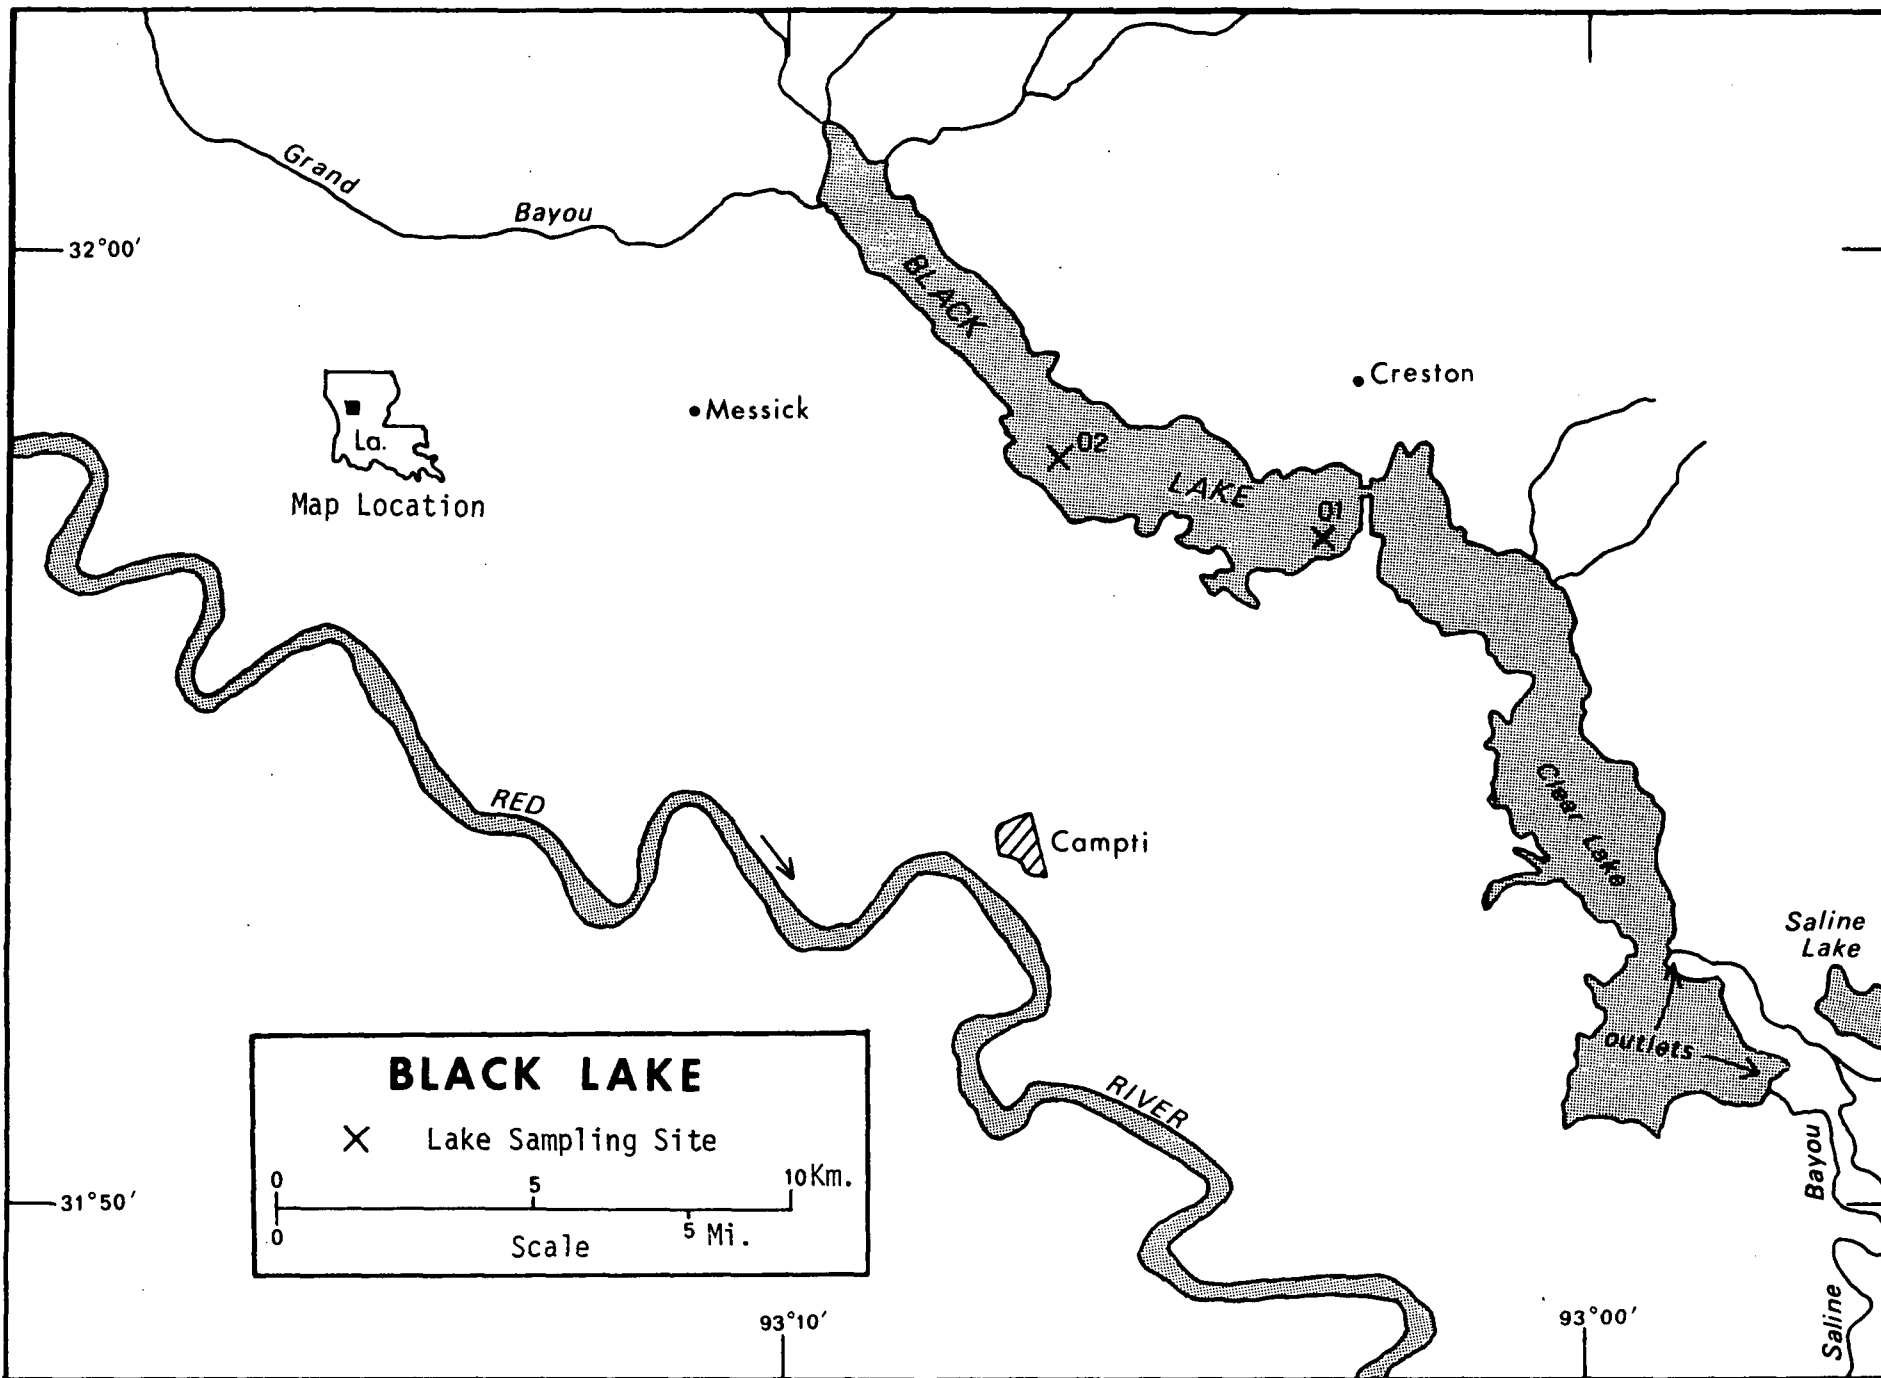 Grand
Bayou
32°00'
BLACK
Creston
Messick
La.
Map Location
02
LAKE
01
RED
Clear Lake
Campti
Saline
Lake
outlets
BLACK LAKE
X Lake Sampling Site
0 5 10 Km.
0 5 Mi.
Scale
RIVER
Bayou
31°50'
Saline
93°10'
93°00'